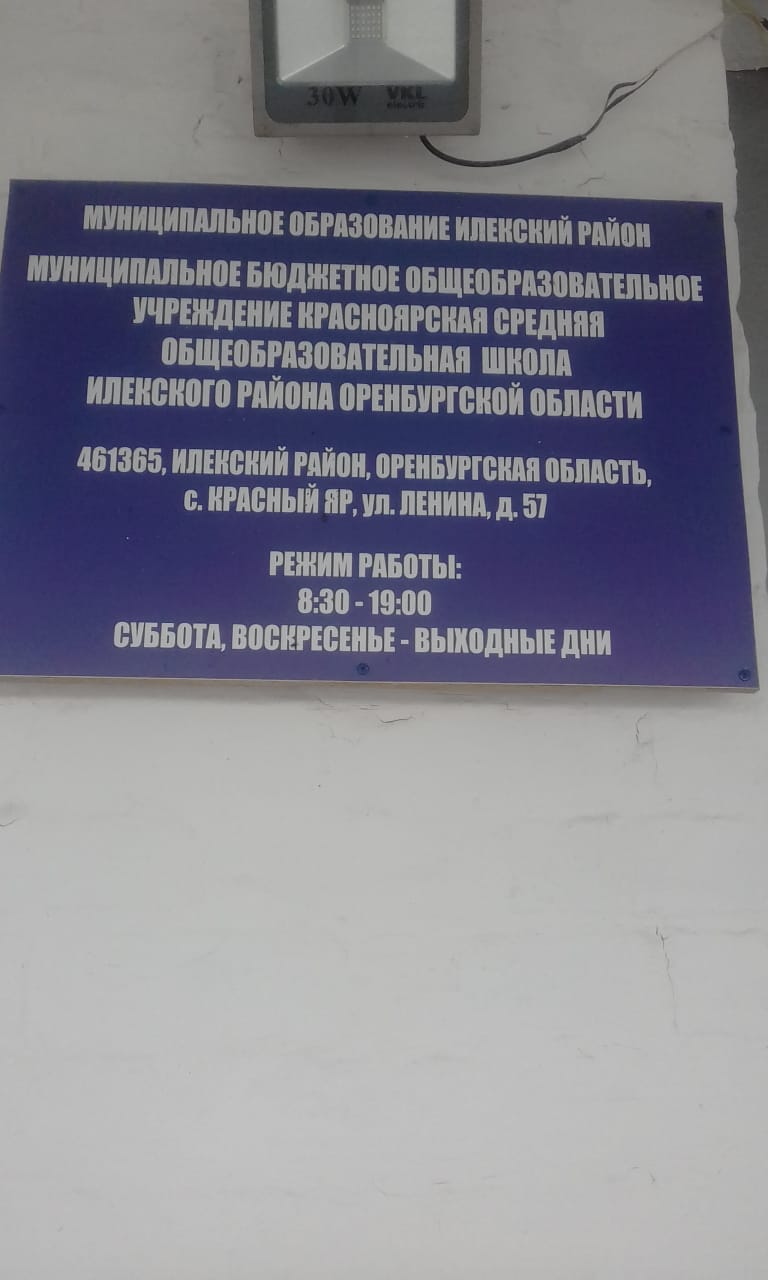 30W VKL
electric
МУНИЦИПАЛЬНОЕ ОБРАЗОВАНИЕ ИЛЕКСКИЙ РАЙОН
МУНИЦИПАЛЬНОЕ БЮДЖЕТНОЕ ОБЩЕОБРАЗОВАТЕЛЬНОЕ
УЧРЕЖДЕНИЕ КРАСНОЯРСКАЯ СРЕДНЯЯ
ОБЩЕОБРАЗОВАТЕЛЬНАЯ ШКОЛА
ИЛЕКСКОГО РАЙОНА ОРЕНБУРГСКОЙ ОБЛАСТИ
461365, ИЛЕКСКИЙ РАЙОН, ОРЕНБУРГСКАЯ ОБЛАСТЬ,
с. КРАСНЫЙ ЯР, ул. ЛЕНИНА, д. 57
РЕЖИМ РАБОТЫ:
8:30 - 19:00
СУББОТА, ВОСКРЕСЕНЬЕ - ВЫХОДНЫЕ ДНИ